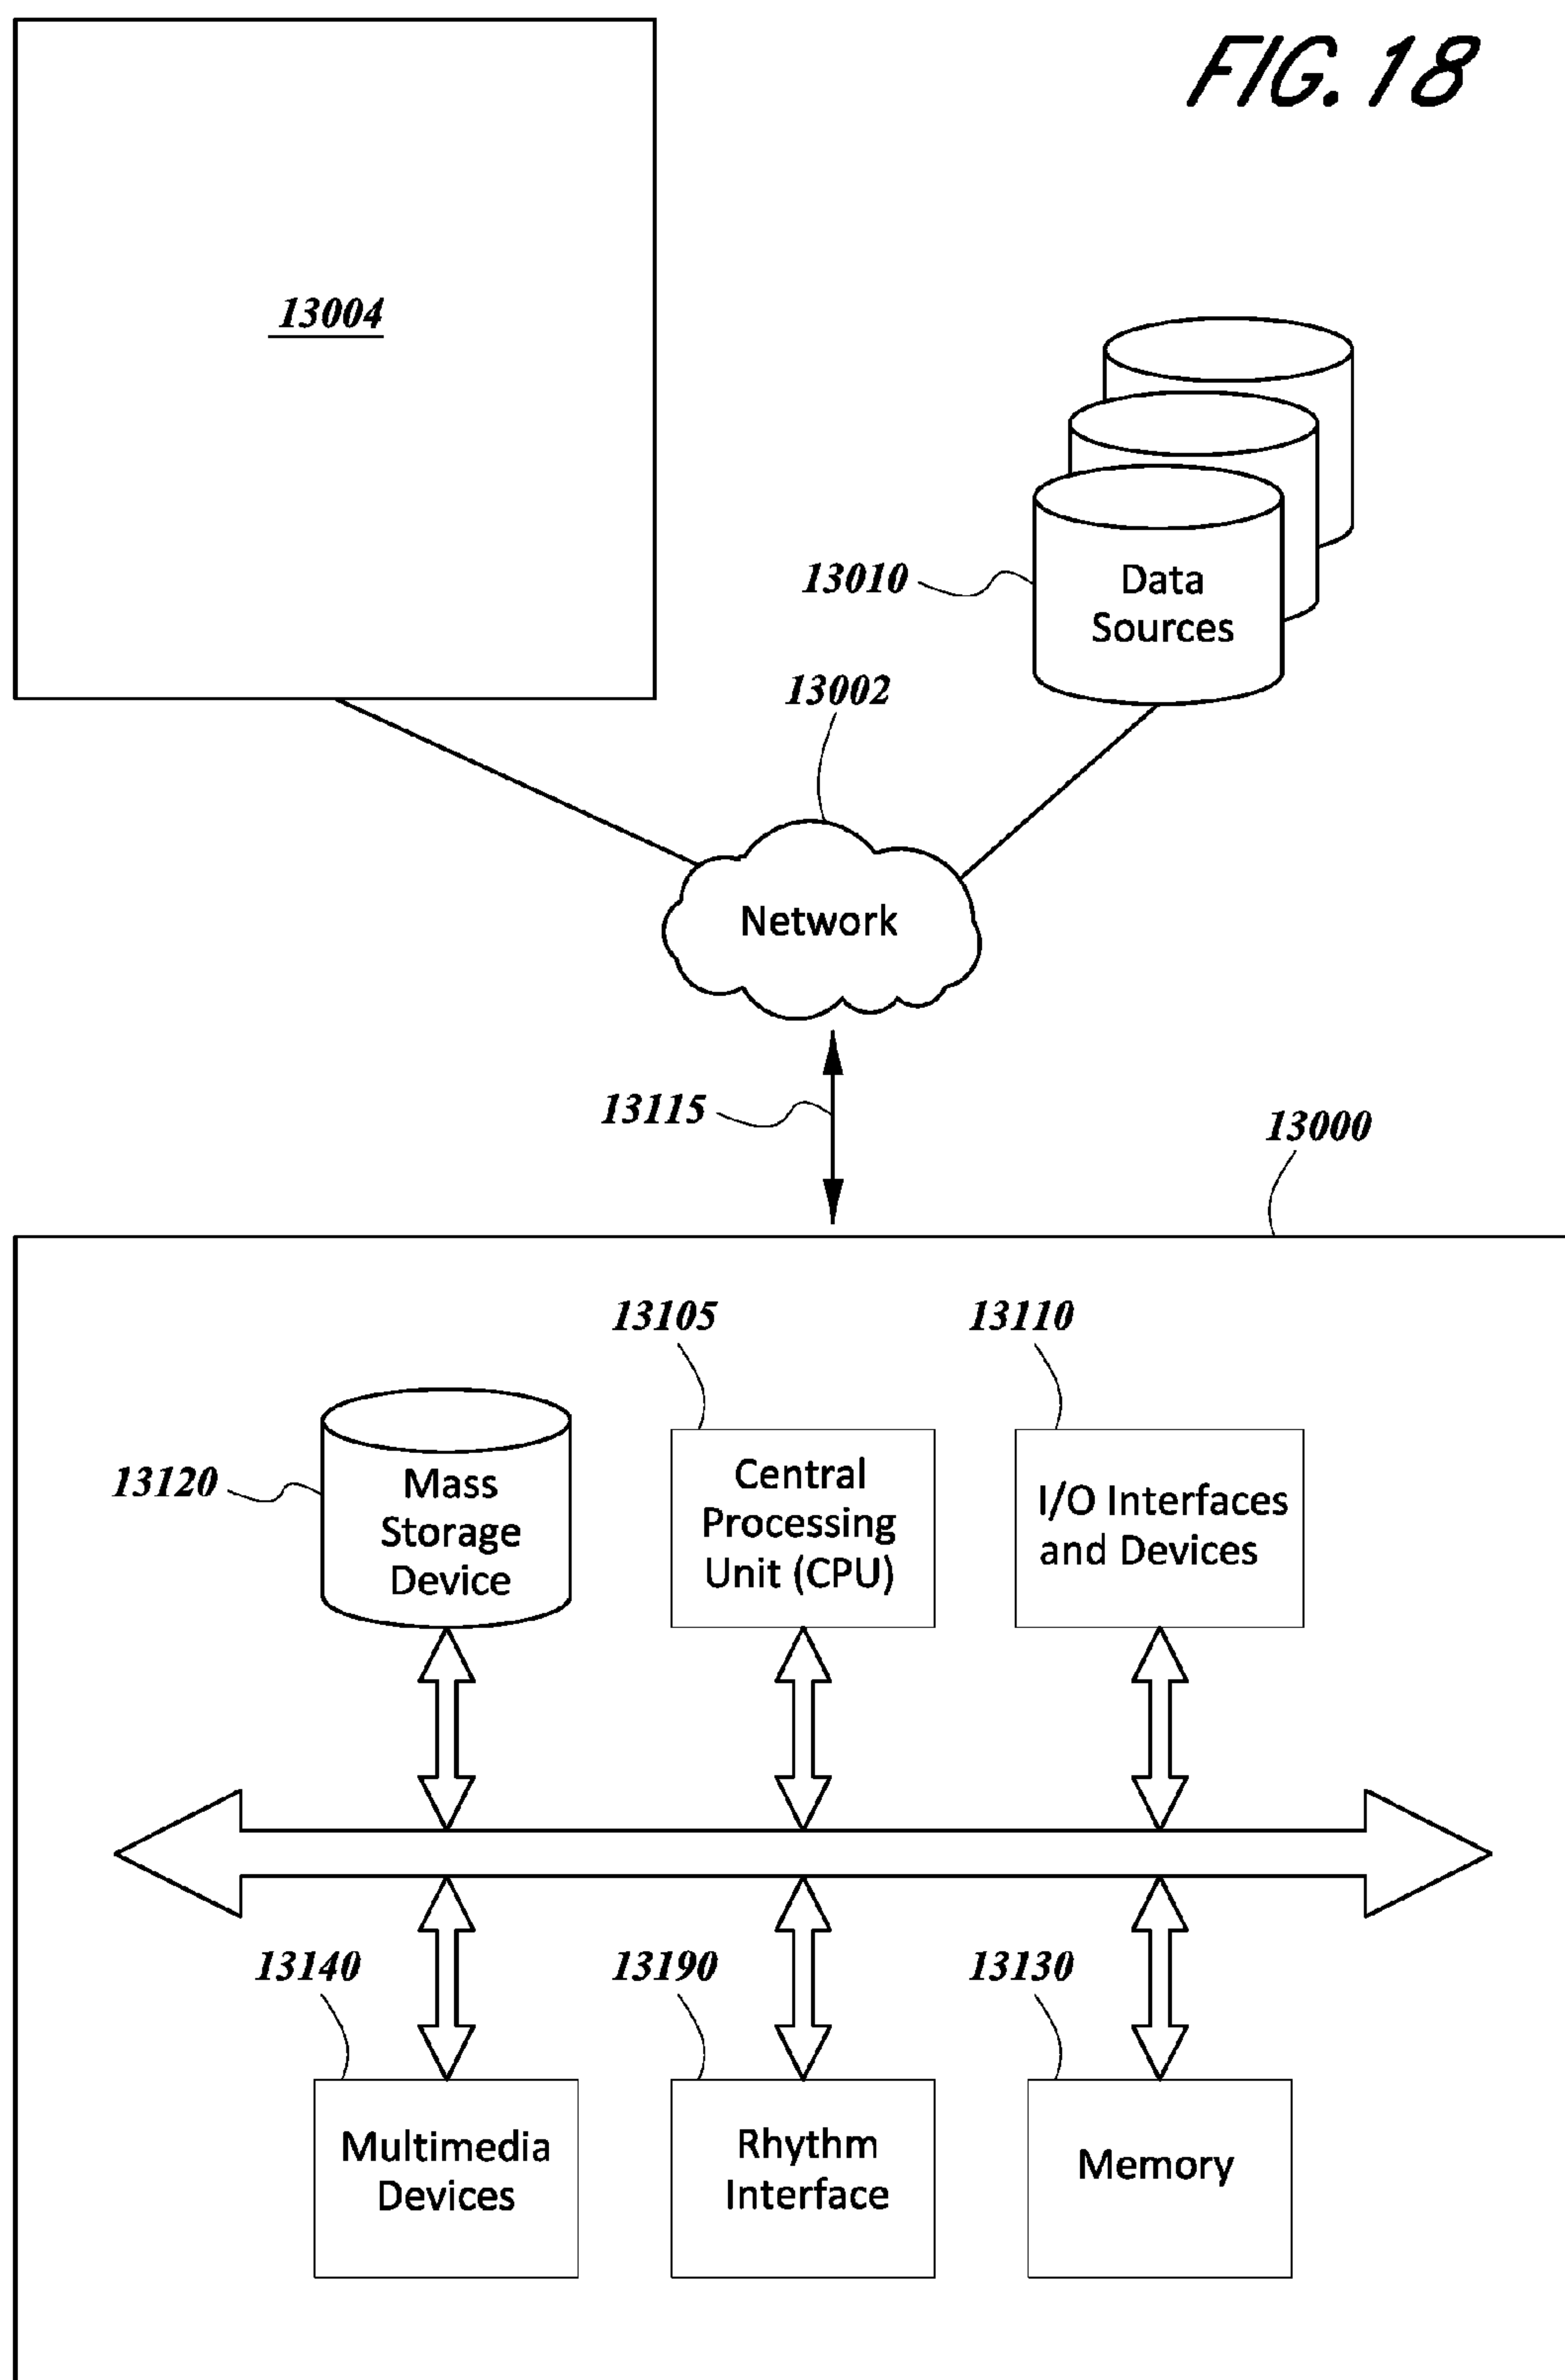 FIG. 18
13004
13010
Data
Sources
13002
Network
13115
13000
13105
13110
13120
Mass
Storage
Device
Central
Processing
Unit (CPU)
I/O Interfaces
and Devices
13140
13190
13130
Multimedia
Devices
Rhythm
Interface
Memory